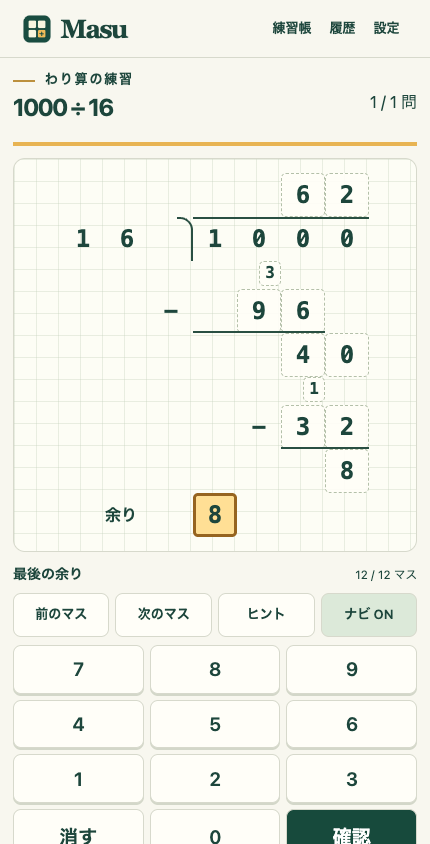 Masu
練習帳 履歴 設定
わり算の練習
1000÷16
1 / 1 問
6 2
1 6 1 0 0 0
3
− 9 6
4 0
1
− 3 2
8
余り 8
最後の余り 12 / 12 マス
前のマス 次のマス ヒント ナビ ON
7 8 9
4 5 6
1 2 3
消す 0 確認